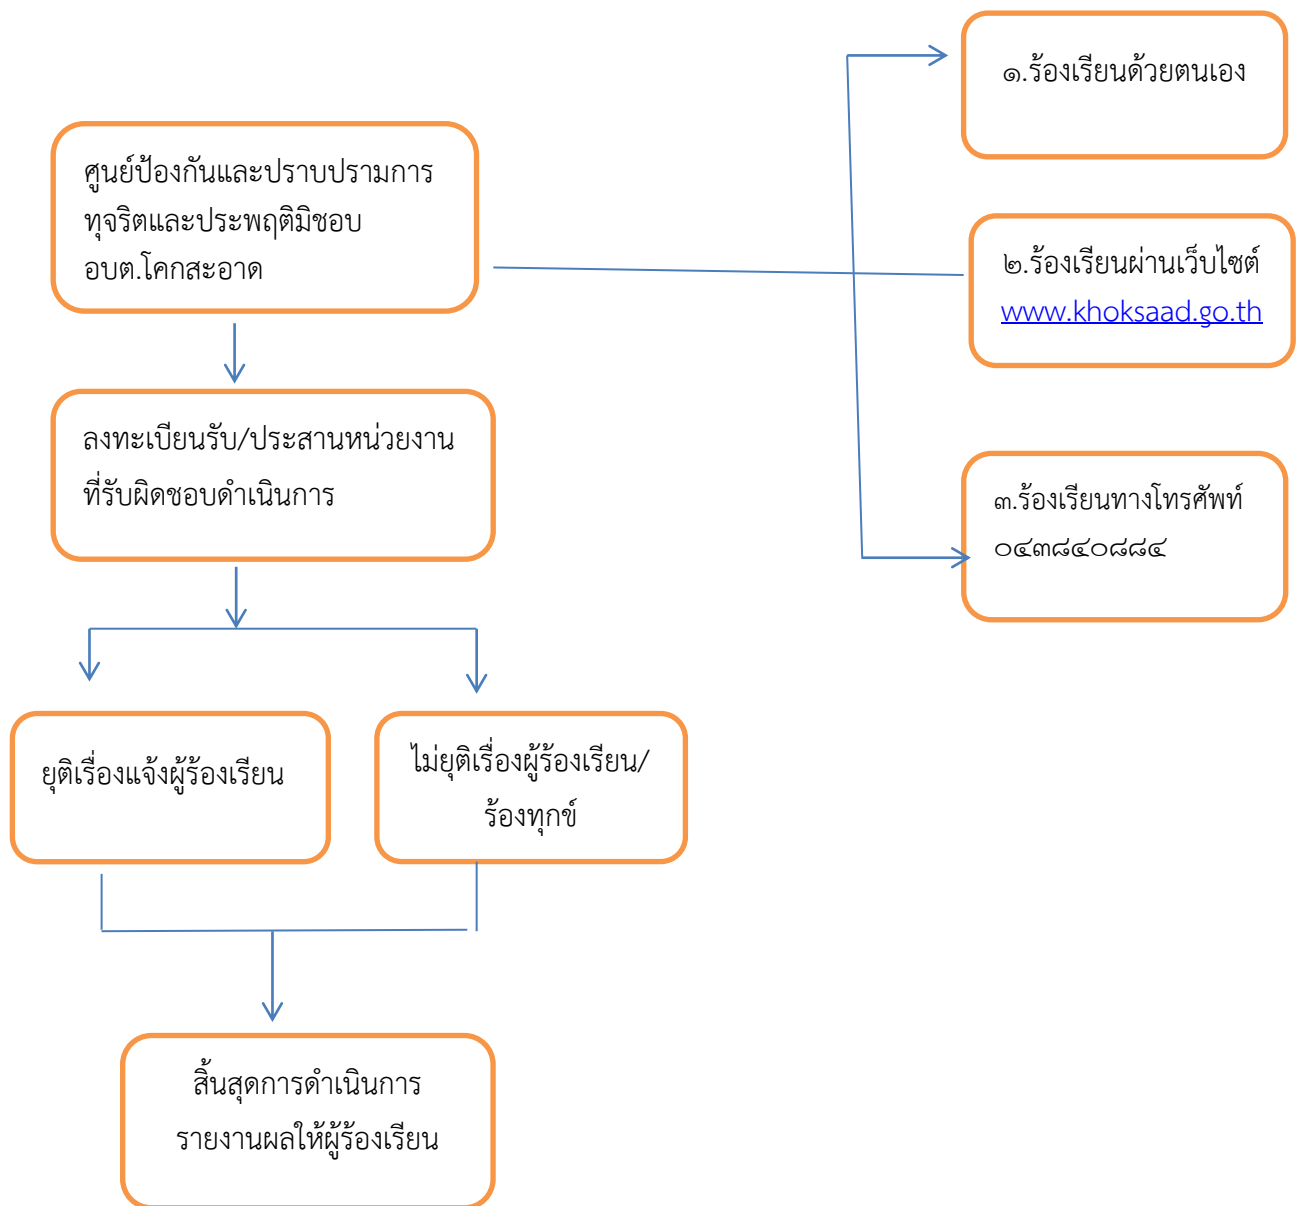 ๑.ร้องเรียนด้วยตนเอง
ศูนย์ป้องกันและปราบปรามการ
ทุจริตและประพฤติมิชอบ
อบต.โคกสะอาด
๒.ร้องเรียนผ่านเว็บไซต์
www.khoksaad.go.th
ลงทะเบียนรับ/ประสานหน่วยงาน
ที่รับผิดชอบดำเนินการ
๓.ร้องเรียนทางโทรศัพท์
๐๔๓๘๔๐๘๘๔
ยุติเรื่องแจ้งผู้ร้องเรียน
ไม่ยุติเรื่องผู้ร้องเรียน/
ร้องทุกข์
สิ้นสุดการดำเนินการ
รายงานผลให้ผู้ร้องเรียน